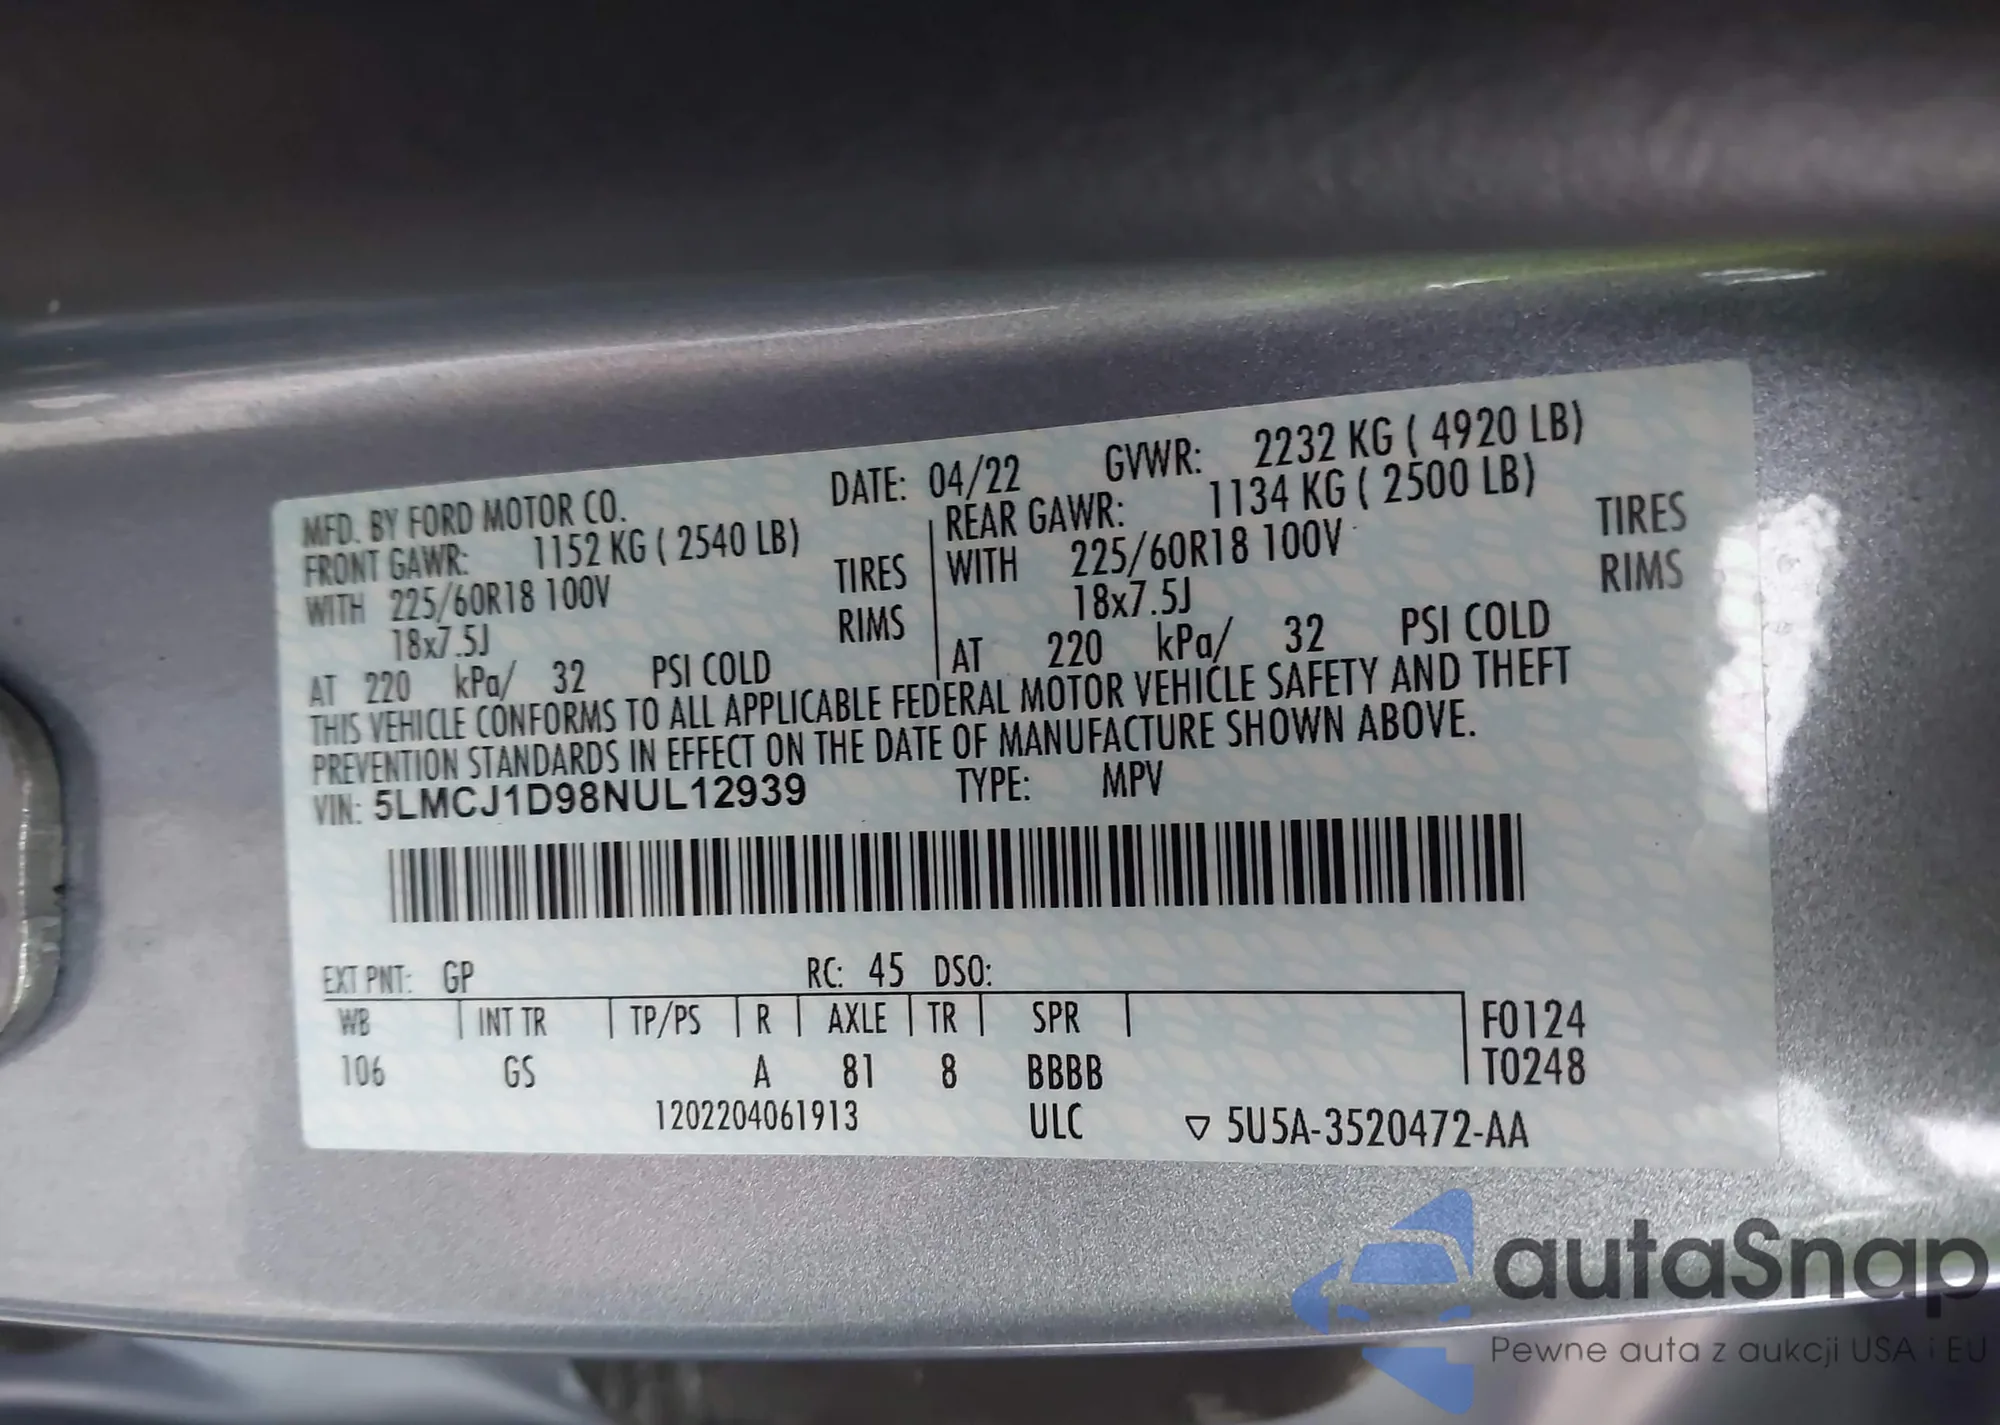 MFD. BY FORD MOTOR CO. DATE: 04/22 GVWR: 2232 KG ( 4920 LB)
FRONT GAWR: 1152 KG ( 2540 LB) REAR GAWR: 1134 KG ( 2500 LB)
WITH 225/60R18 100V TIRES WITH 225/60R18 100V TIRES
18x7.5J RIMS 18x7.5J RIMS
AT 220 kPa/ 32 PSI COLD AT 220 kPa/ 32 PSI COLD
THIS VEHICLE CONFORMS TO ALL APPLICABLE FEDERAL MOTOR VEHICLE SAFETY AND THEFT
PREVENTION STANDARDS IN EFFECT ON THE DATE OF MANUFACTURE SHOWN ABOVE.
VIN: 5LMCJ1D98NUL12939 TYPE: MPV
EXT PNT: GP RC: 45 DSO:
WB INT TR TP/PS R AXLE TR SPR F0124
106 GS A 81 8 BBBB T0248
1202204061913 ULC ▽ 5U5A-3520472-AA
autaSnap
Pewne auta z aukcji USA i EU